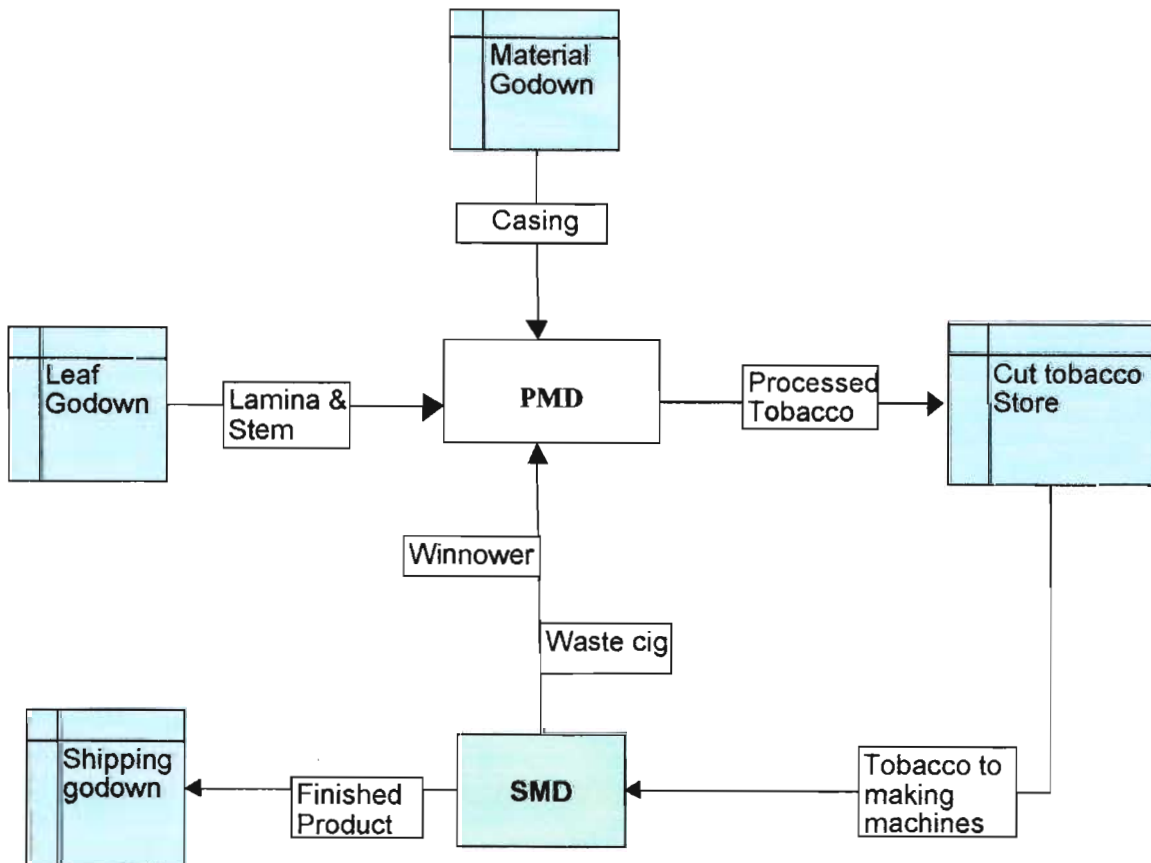 Material
Godown
Casing
Leaf
Godown
Lamina &
Stem
PMD
Processed
Tobacco
Cut tobacco
Store
Winnower
Waste cig
Shipping
godown
Finished
Product
SMD
Tobacco to
making
machines